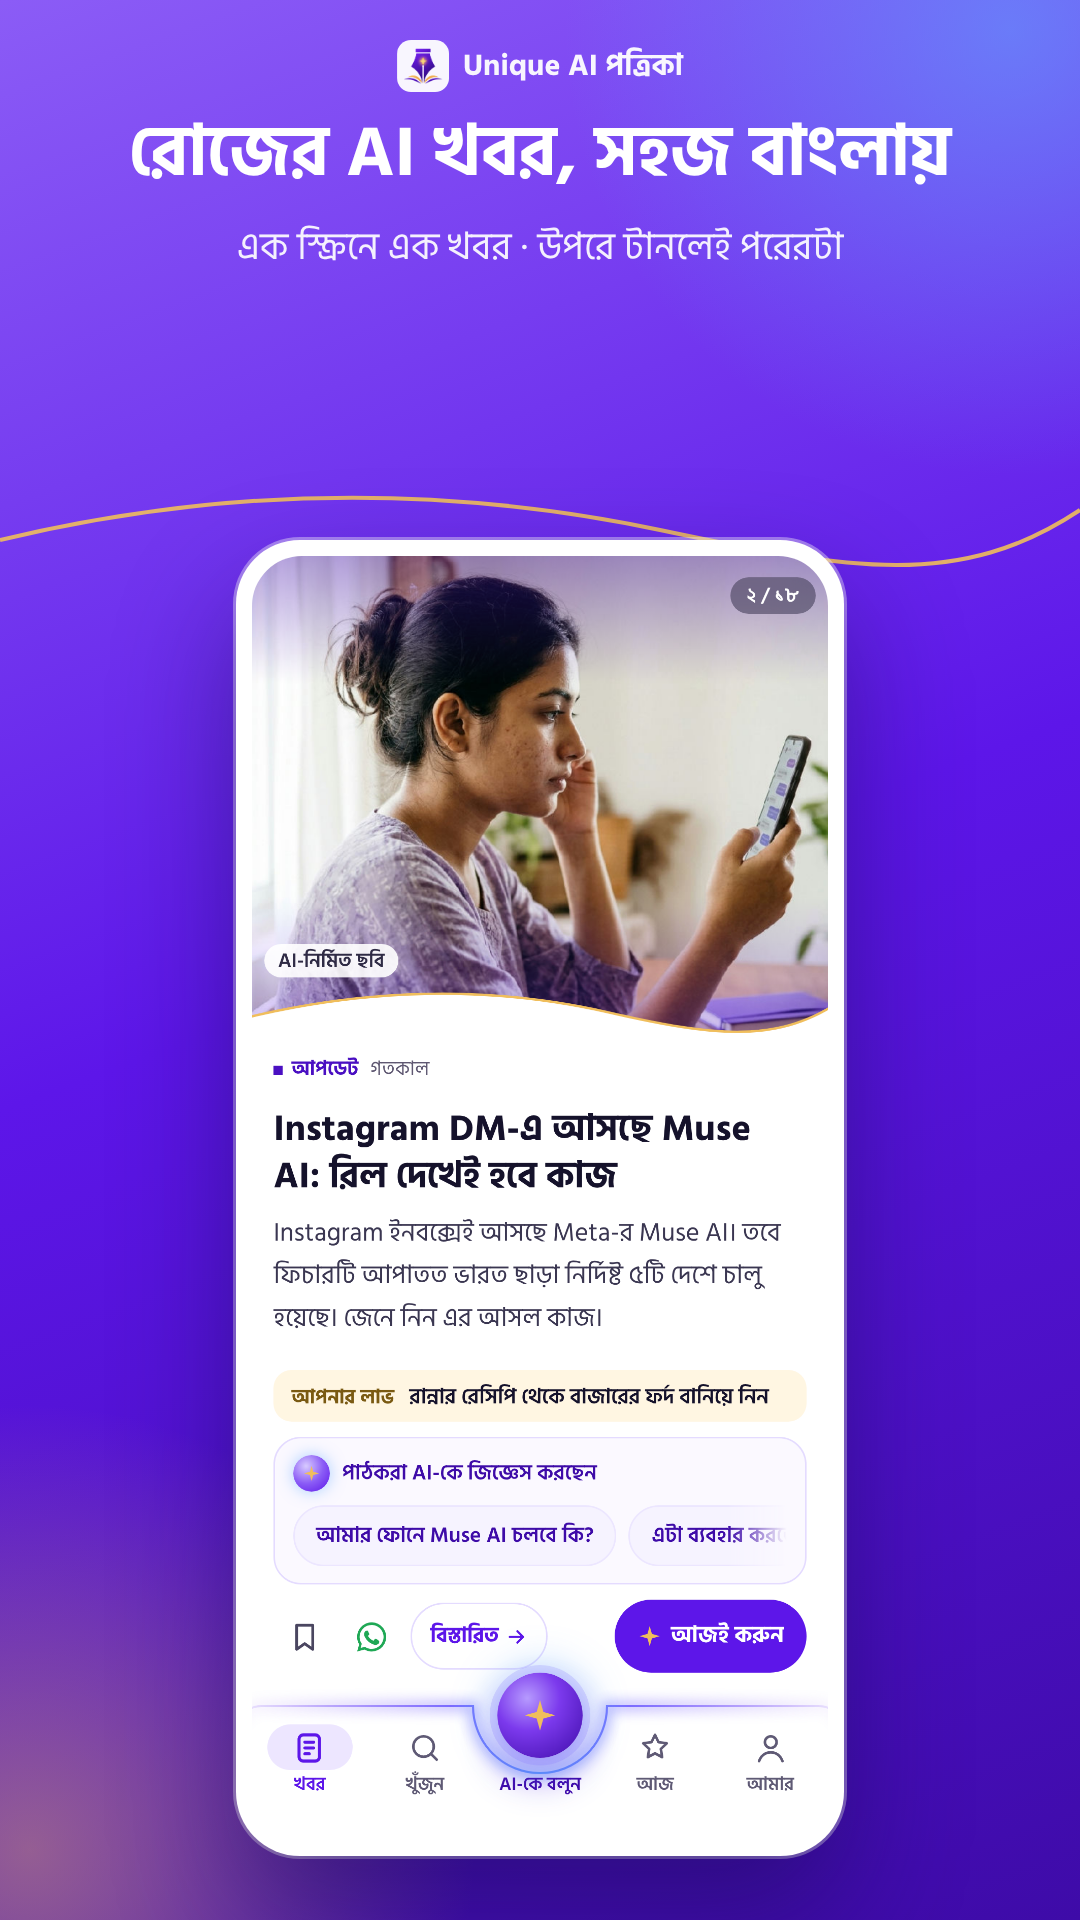 Unique AI পত্রিকা
রোজের AI খবর, সহজ বাংলায়
এক স্ক্রিনে এক খবর · উপরে টানলেই পরেরটা
২ / ১৮
AI-নির্মিত ছবি
আপডেট গতকাল
Instagram DM-এ আসছে Muse
AI: রিল দেখেই হবে কাজ
Instagram ইনবক্সেই আসছে Meta-র Muse AI। তবে
ফিচারটি আপাতত ভারত ছাড়া নির্দিষ্ট ৫টি দেশে চালু
হয়েছে। জেনে নিন এর আসল কাজ।
আপনার লাভ রান্নার রেসিপি থেকে বাজারের ফর্দ বানিয়ে নিন
পাঠকরা AI-কে জিজ্ঞেস করছেন
আমার ফোনে Muse AI চলবে কি? এটা ব্যবহার
বিস্তারিত → আজই করুন
খবর খুঁজুন AI-কে বলুন আজ আমার